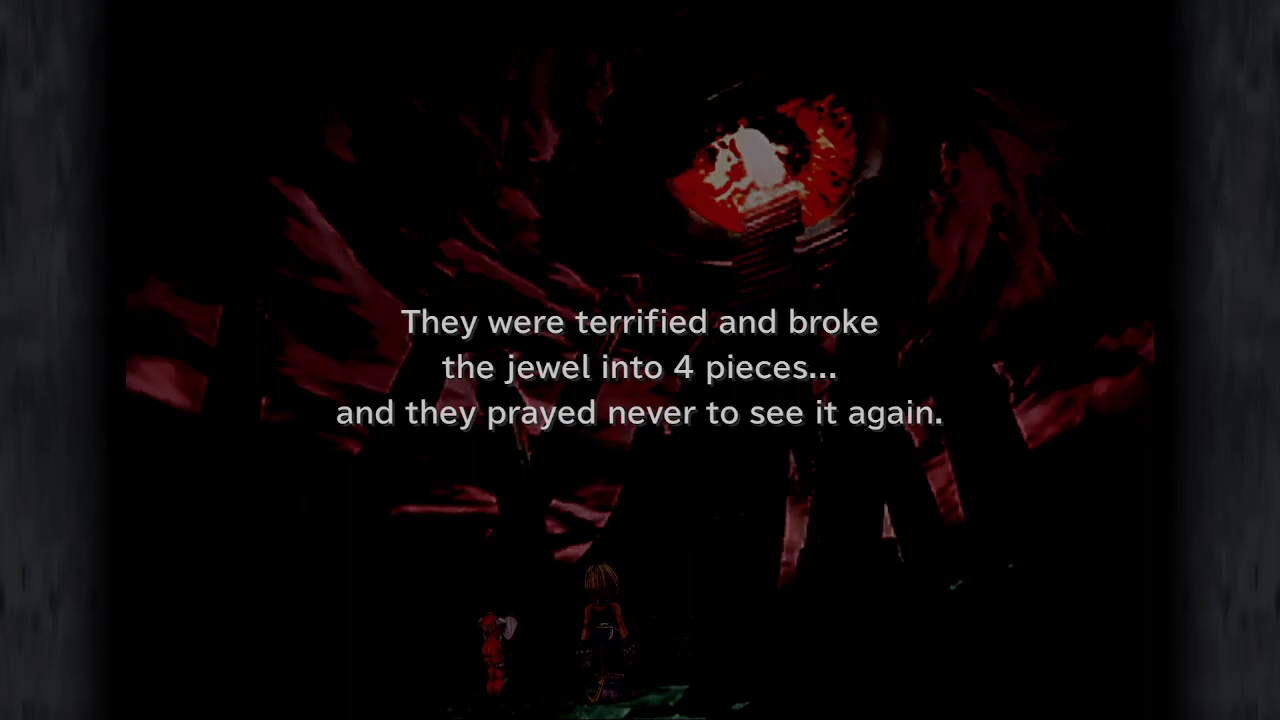 They were terrified and broke
the jewel into 4 pieces...
and they prayed never to see it again.